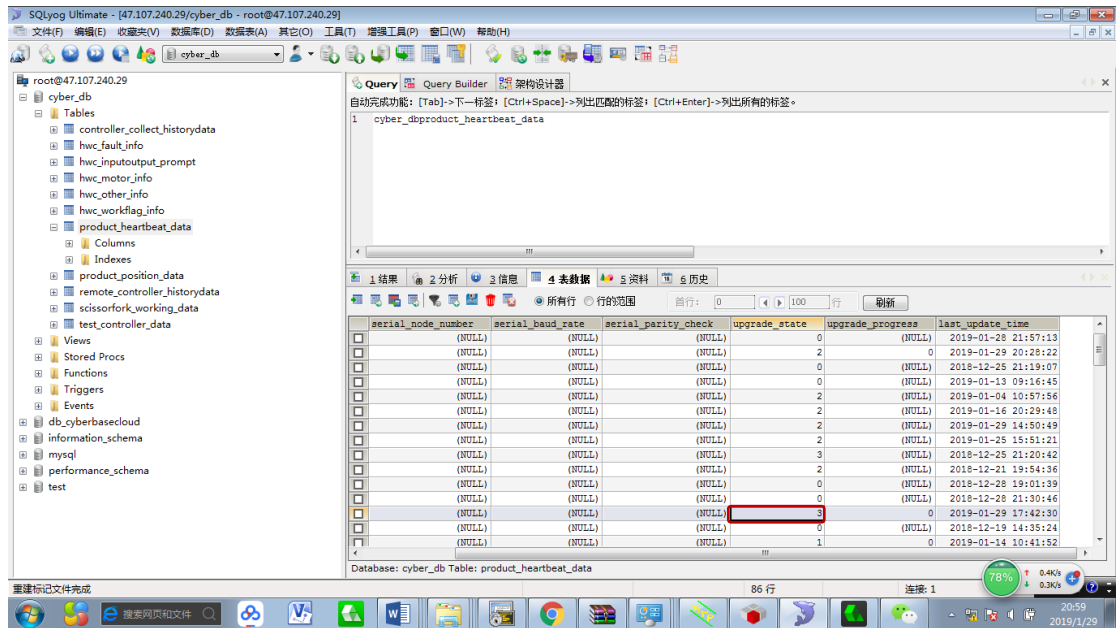 SQLyog Ultimate - [47.107.240.29/cyber_db - root@47.107.240.29]
文件(F) 编辑(E) 收藏夹(V) 数据库(D) 数据表(A) 其它(O) 工具(T) 增强工具(P) 窗口(W) 帮助(H)
cyber_db
root@47.107.240.29
cyber_db
Tables
controller_collect_historydata
hwc_fault_info
hwc_inputoutput_prompt
hwc_motor_info
hwc_other_info
hwc_workflag_info
product_heartbeat_data
Columns
Indexes
product_position_data
remote_controller_historydata
scissorfork_working_data
test_controller_data
Views
Stored Procs
Functions
Triggers
Events
db_cyberbasecloud
information_schema
mysql
performance_schema
test
Query Query Builder 架构设计器
自动完成功能: [Tab]->下一标签; [Ctrl+Space]->列出匹配的标签; [Ctrl+Enter]->列出所有的标签。
1 cyber_dbproduct_heartbeat_data
1 结果 2 分析 3 信息 4 表数据 5 资料 6 历史
所有行 行的范围 首行: 0 100 行 刷新
serial_node_number serial_baud_rate serial_parity_check upgrade_state upgrade_progress last_update_time
(NULL) (NULL) (NULL) 0 (NULL) 2019-01-28 21:57:13
(NULL) (NULL) (NULL) 2 0 2019-01-29 20:28:22
(NULL) (NULL) (NULL) 0 (NULL) 2018-12-25 21:19:07
(NULL) (NULL) (NULL) 0 (NULL) 2019-01-13 09:16:45
(NULL) (NULL) (NULL) 2 (NULL) 2019-01-04 10:57:56
(NULL) (NULL) (NULL) 2 (NULL) 2019-01-16 20:29:48
(NULL) (NULL) (NULL) 2 (NULL) 2019-01-29 14:50:49
(NULL) (NULL) (NULL) 2 (NULL) 2019-01-25 15:51:21
(NULL) (NULL) (NULL) 3 (NULL) 2018-12-25 21:20:42
(NULL) (NULL) (NULL) 2 (NULL) 2018-12-21 19:54:36
(NULL) (NULL) (NULL) 0 (NULL) 2018-12-28 19:01:39
(NULL) (NULL) (NULL) 0 (NULL) 2018-12-28 21:30:46
(NULL) (NULL) (NULL) 3 0 2019-01-29 17:42:30
(NULL) (NULL) (NULL) 0 (NULL) 2018-12-19 14:35:24
(NULL) (NULL) (NULL) 1 0 2019-01-14 10:41:52
Database: cyber_db Table: product_heartbeat_data
重建标记文件完成 86 行 连接: 1
78% 0.4K/s
0.3K/s
搜索网页和文件
20:59
2019/1/29